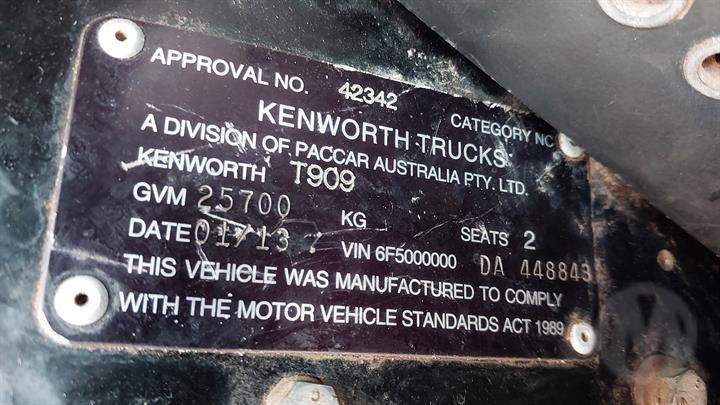 APPROVAL NO. 42342 CATEGORY NC
KENWORTH TRUCKS
A DIVISION OF PACCAR AUSTRALIA PTY. LTD.
KENWORTH T909
GVM 25700 KG SEATS 2
DATE 01/13 VIN 6F5000000 DA 448843
THIS VEHICLE WAS MANUFACTURED TO COMPLY
WITH THE MOTOR VEHICLE STANDARDS ACT 1989